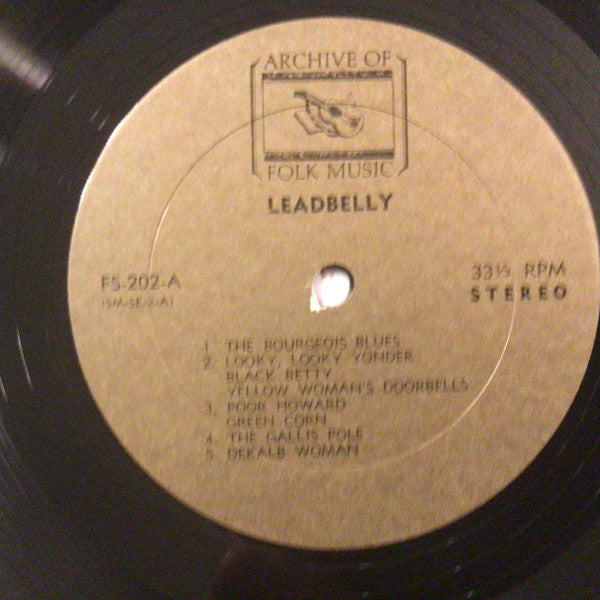 ARCHIVE OF
FOLK MUSIC
LEADBELLY
FS-202-A
(SM-SE-2-A)
33 1/3 RPM
STEREO
1. THE BOURGEOIS BLUES
2. LOOKY, LOOKY YONDER
BLACK BETTY
YELLOW WOMAN'S DOORBELLS
3. POOR HOWARD
GREEN CORN
4. THE GALLIS POLE
5. DEKALB WOMAN